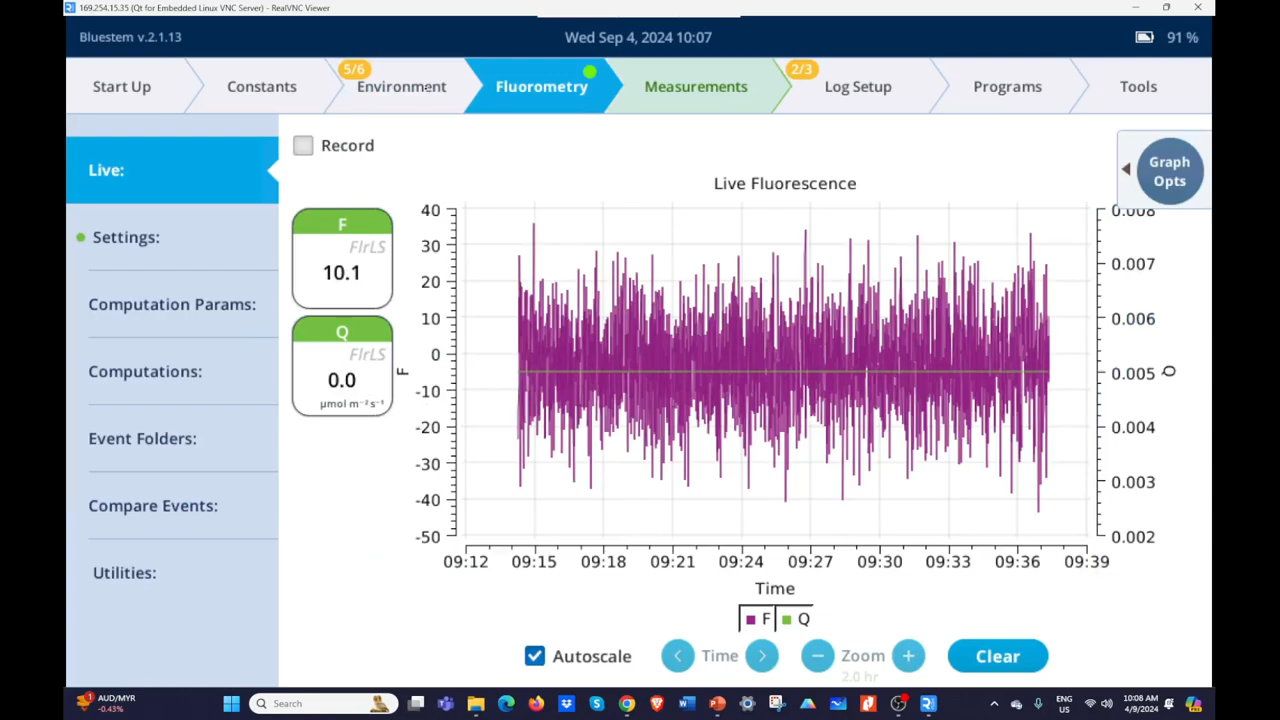 169.254.15.35 (Qt for Embedded Linux VNC Server) - RealVNC Viewer
Bluestem v.2.1.13
Wed Sep 4, 2024 10:07
91 %
Start Up
Constants
5/6
Environment
Fluorometry
Measurements
2/3
Log Setup
Programs
Tools
Live:
Settings:
Computation Params:
Computations:
Event Folders:
Compare Events:
Utilities:
Record
Graph
Opts
Live Fluorescence
F
FlrLS
10.1
Q
FlrLS
0.0
µmol m⁻² s⁻¹
40
30
20
10
0
-10
-20
-30
-40
-50
F
0.008
0.007
0.006
0.005
0.004
0.003
0.002
Q
09:12 09:15 09:18 09:21 09:24 09:27 09:30 09:33 09:36 09:39
Time
F Q
Autoscale
Time
Zoom
2.0 hr
Clear
1
AUD/MYR
-0.43%
Search
ENG
US
10:08 AM
4/9/2024